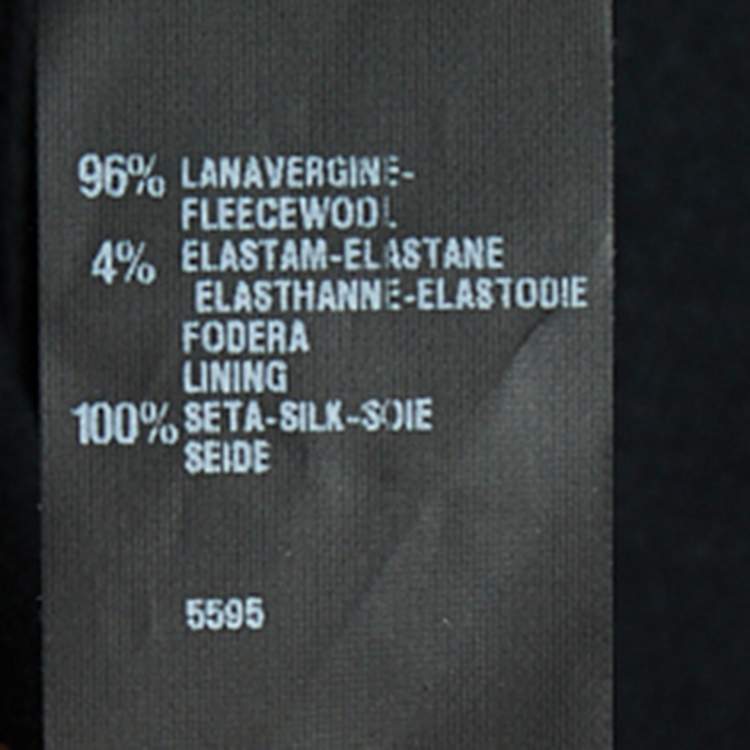 96% LANAVERGINE-
FLEECEWOOL
4% ELASTAM-ELASTANE
ELASTHANNE-ELASTODIE
FODERA
LINING
100% SETA-SILK-SOIE
SEIDE
5595